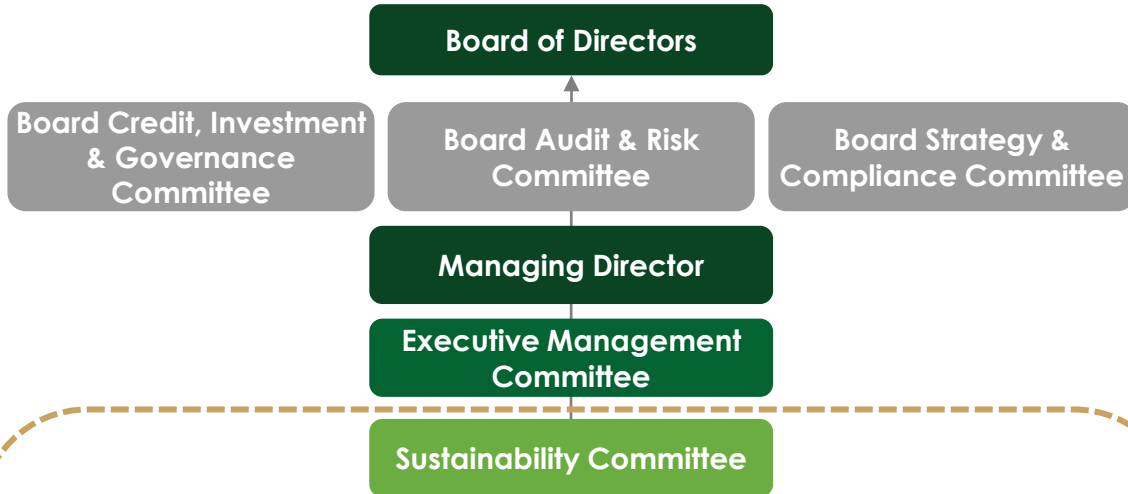 Board of Directors
Board Credit, Investment
& Governance
Committee
Board Audit & Risk
Committee
Board Strategy &
Compliance Committee
Managing Director
Executive Management
Committee
Sustainability Committee